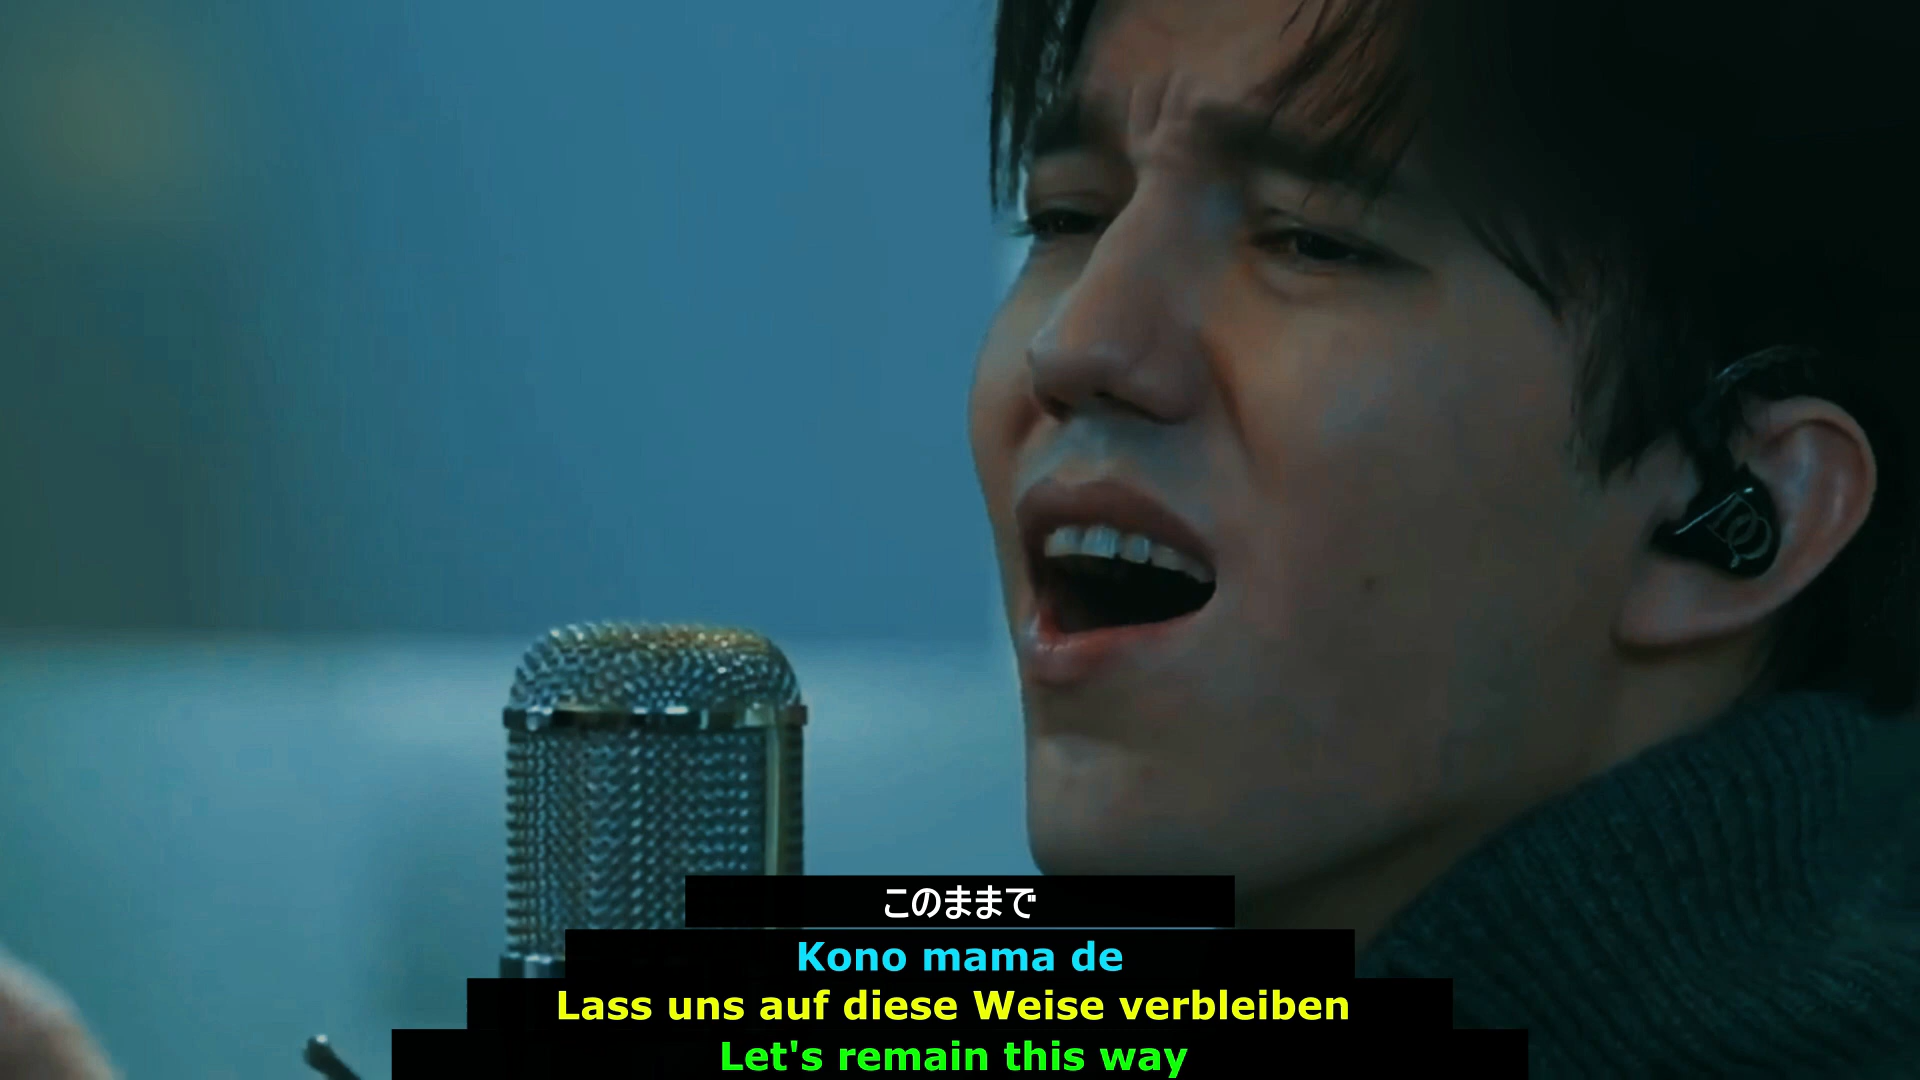 このままで
Kono mama de
Lass uns auf diese Weise verbleiben
Let's remain this way